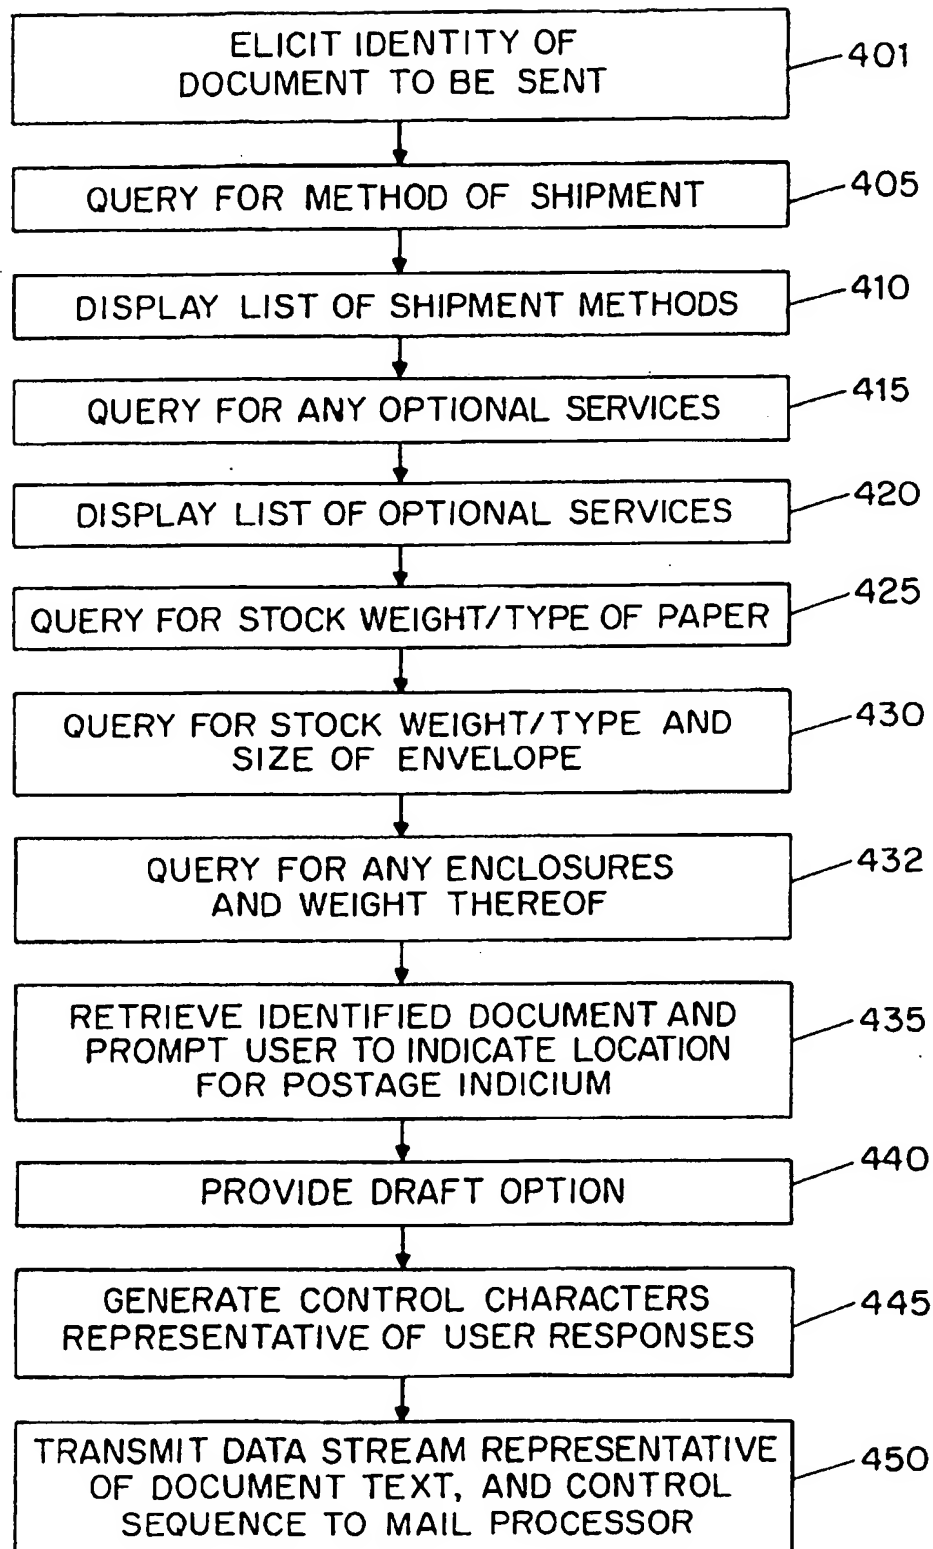 ELICIT IDENTITY OF
DOCUMENT TO BE SENT
401
QUERY FOR METHOD OF SHIPMENT
405
DISPLAY LIST OF SHIPMENT METHODS
410
QUERY FOR ANY OPTIONAL SERVICES
415
DISPLAY LIST OF OPTIONAL SERVICES
420
QUERY FOR STOCK WEIGHT/TYPE OF PAPER
425
QUERY FOR STOCK WEIGHT/TYPE AND
SIZE OF ENVELOPE
430
QUERY FOR ANY ENCLOSURES
AND WEIGHT THEREOF
432
RETRIEVE IDENTIFIED DOCUMENT AND
PROMPT USER TO INDICATE LOCATION
FOR POSTAGE INDICIUM
435
PROVIDE DRAFT OPTION
440
GENERATE CONTROL CHARACTERS
REPRESENTATIVE OF USER RESPONSES
445
TRANSMIT DATA STREAM REPRESENTATIVE
OF DOCUMENT TEXT, AND CONTROL
SEQUENCE TO MAIL PROCESSOR
450